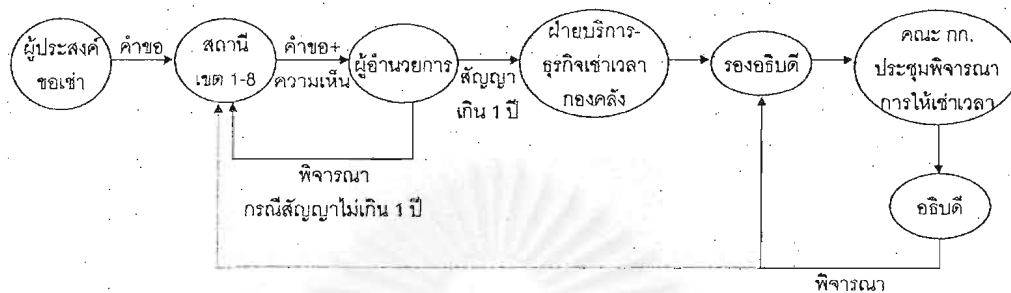 ผู้ประสงค์
ขอเช่า
คำขอ
สถานี
เขต 1-8
คำขอ+
ความเห็น
ผู้อำนวยการ
สัญญา
เกิน 1 ปี
ฝ่ายบริการ-
ธุรกิจเช่าเวลา
กองคลัง
รองอธิบดี
คณะ กก.
ประชุมพิจารณา
การให้เช่าเวลา
พิจารณา
กรณีสัญญาไม่เกิน 1 ปี
อธิบดี
พิจารณา